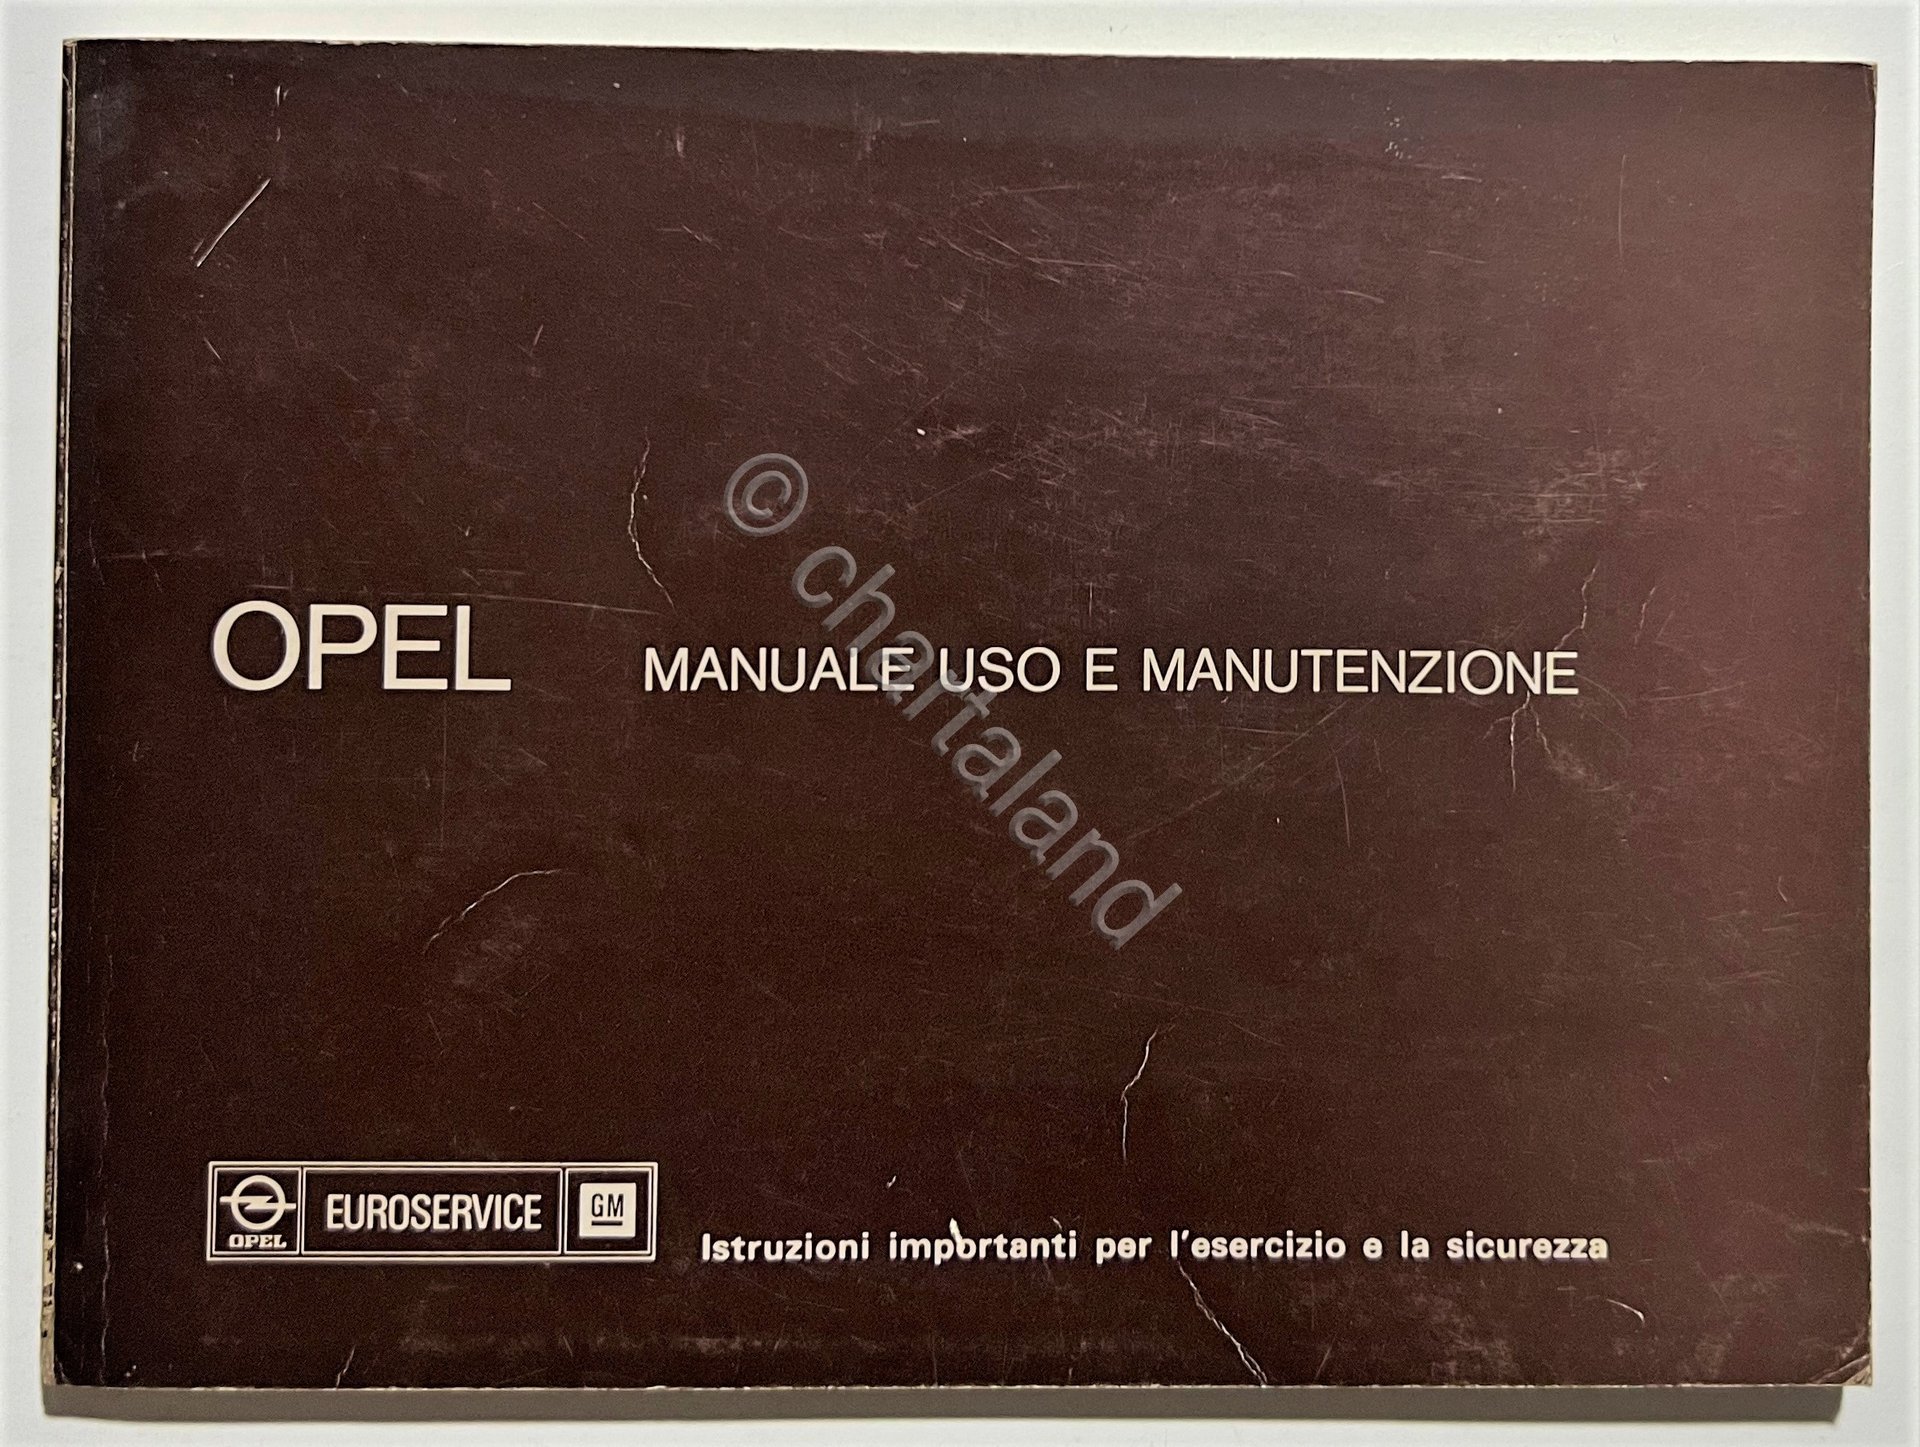 OPEL MANUALE USO E MANUTENZIONE
© chartaland
OPEL EUROSERVICE GM
Istruzioni importanti per l'esercizio e la sicurezza